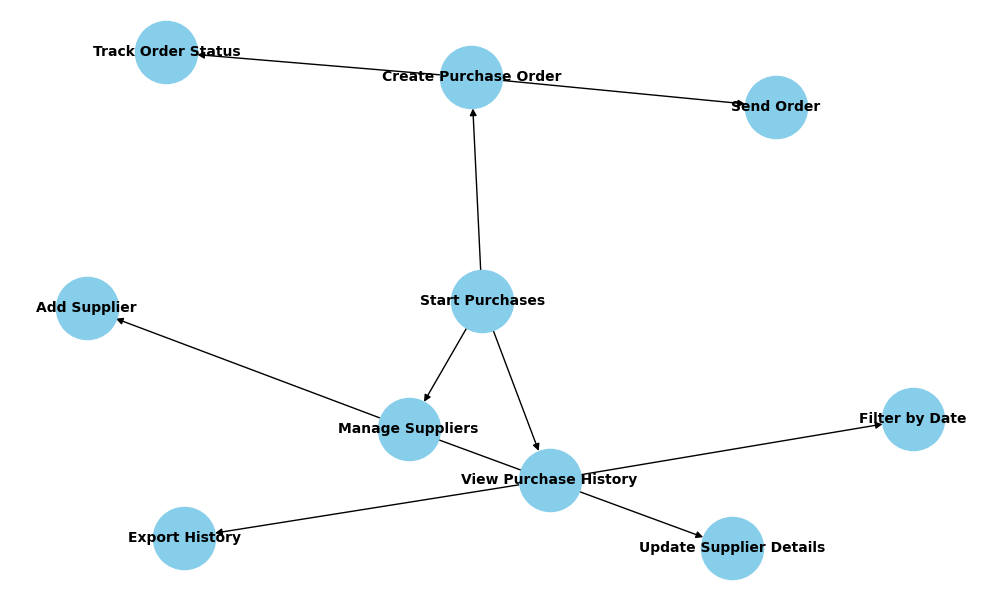 Track Order Status
Create Purchase Order
Send Order
Start Purchases
Add Supplier
Manage Suppliers
Filter by Date
View Purchase History
Export History
Update Supplier Details